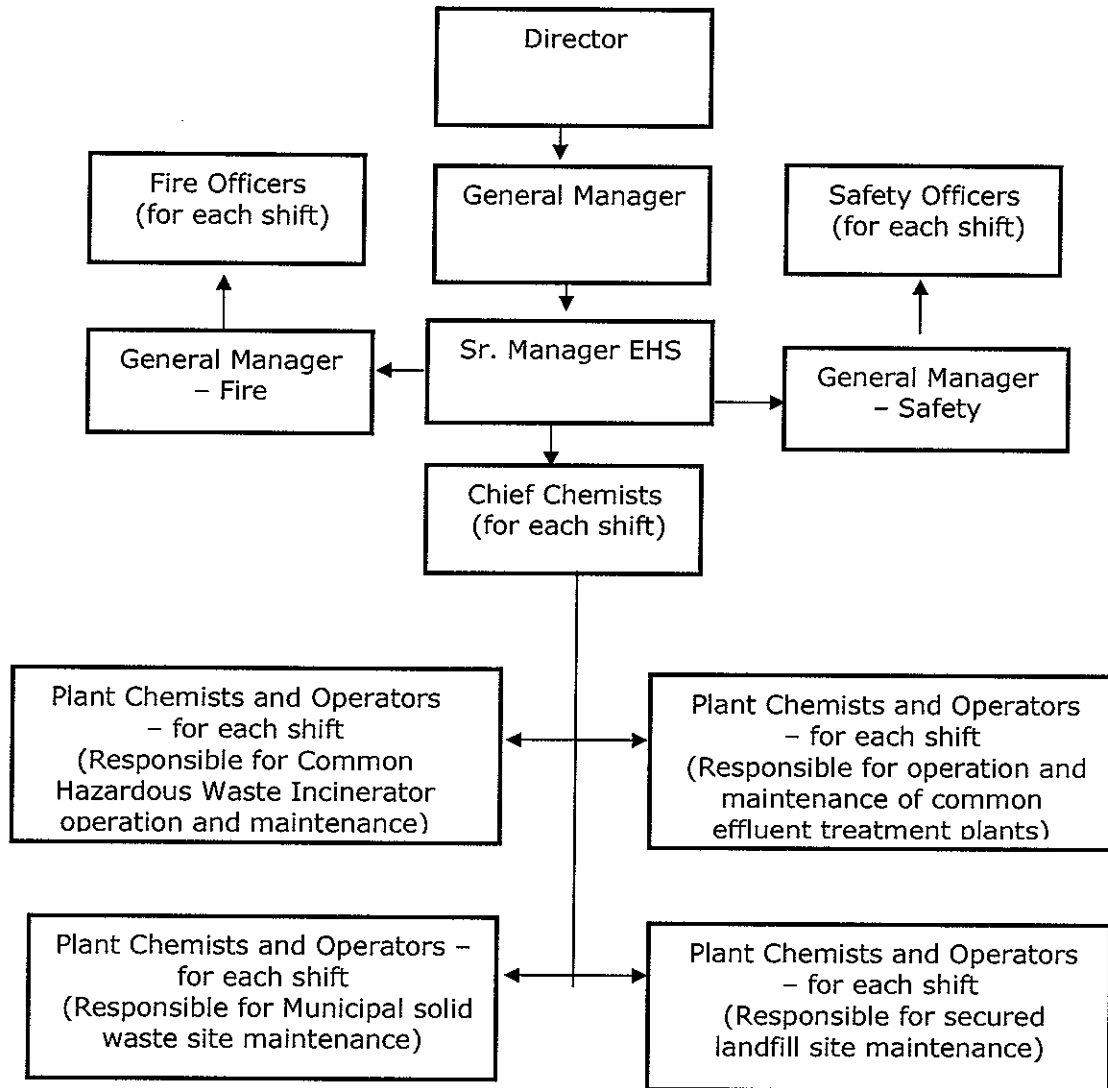 Director
Fire Officers
(for each shift)
General Manager
Safety Officers
(for each shift)
General Manager
– Fire
Sr. Manager EHS
General Manager
– Safety
Chief Chemists
(for each shift)
Plant Chemists and Operators
– for each shift
(Responsible for Common
Hazardous Waste Incinerator
operation and maintenance)
Plant Chemists and Operators
– for each shift
(Responsible for operation and
maintenance of common
effluent treatment plants)
Plant Chemists and Operators –
for each shift
(Responsible for Municipal solid
waste site maintenance)
Plant Chemists and Operators
– for each shift
(Responsible for secured
landfill site maintenance)